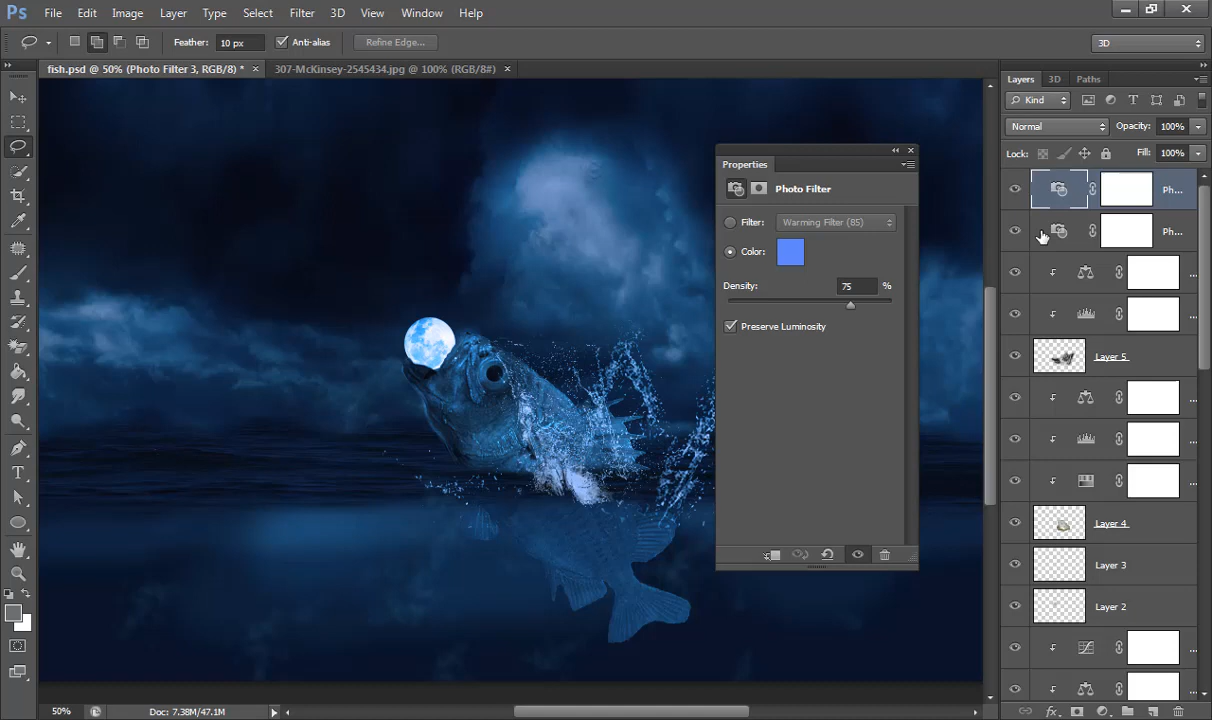 Ps File Edit Image Layer Type Select Filter 3D View Window Help
Feather: 10 px Anti-alias Refine Edge... 3D
fish.psd @ 50% (Photo Filter 3, RGB/8) * × 307-McKinsey-2545434.jpg @ 100% (RGB/8#) ×
Layers 3D Paths
Kind
Normal Opacity: 100%
Lock: Fill: 100%
Properties
Photo Filter
Filter: Warming Filter (85)
Color:
Density: 75 %
Preserve Luminosity
Ph...
Ph...
...
...
Layer 5
...
...
...
Layer 4
Layer 3
Layer 2
...
...
50% Doc: 7.38M/47.1M
fx